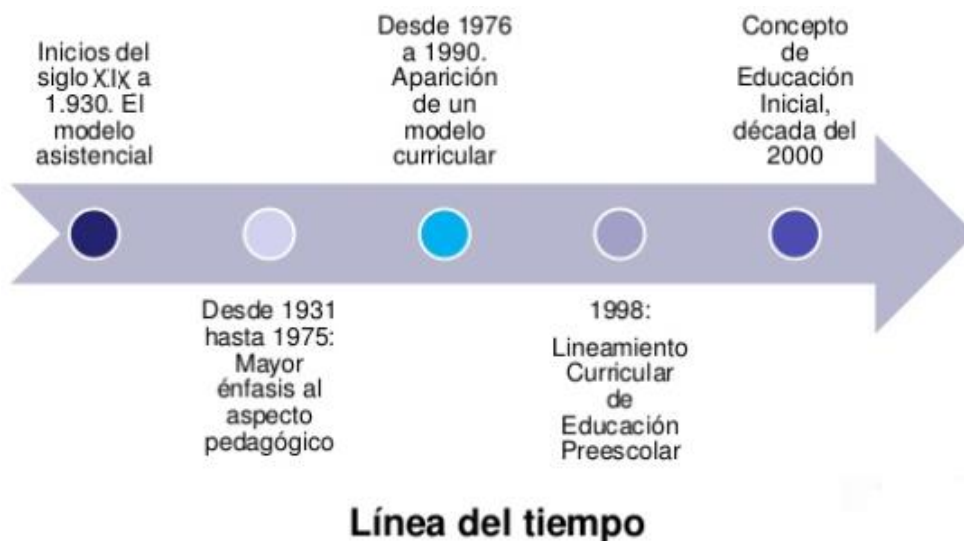 Inicios del
siglo XIX a
1.930. El
modelo
asistencial
Desde 1931
hasta 1975:
Mayor
énfasis al
aspecto
pedagógico
Desde 1976
a 1990.
Aparición
de un
modelo
curricular
1998:
Lineamiento
Curricular
de
Educación
Preescolar
Concepto
de
Educación
Inicial,
década del
2000
Línea del tiempo